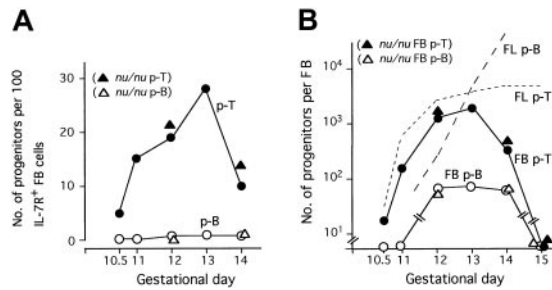 A
(▲ nu/nu p-T)
(△ nu/nu p-B)
No. of progenitors per 100
IL-7R+ FB cells
30
20
10
0
p-T
p-B
10.5 11 12 13 14
Gestational day
B
(▲ nu/nu FB p-T)
(△ nu/nu FB p-B)
No. of progenitors per FB
10⁴
10³
10²
10¹
FL p-B
FL p-T
FB p-T
FB p-B
10.5 11 12 13 14 15
Gestational day